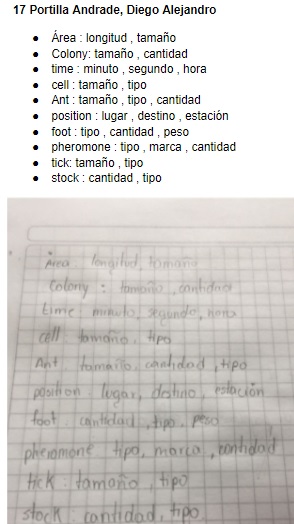 17 Portilla Andrade, Diego Alejandro
• Área : longitud , tamaño
• Colony: tamaño , cantidad
• time : minuto , segundo , hora
• cell : tamaño , tipo
• Ant : tamaño , tipo , cantidad
• position : lugar , destino , estación
• foot : tipo , cantidad , peso
• pheromone : tipo , marca , cantidad
• tick: tamaño , tipo
• stock : cantidad , tipo
Area longitud, tamaño
Colony : tamaño , cantidad
time: minuto, segundo, hora
cell tamaño, tipo
Ant tamaño, cantidad , tipo
position lugar, destino, estación
foot cantidad , tipo, peso
pheromone tipo, marca, cantidad
tick : tamaño , tipo
stock : cantidad, tipo